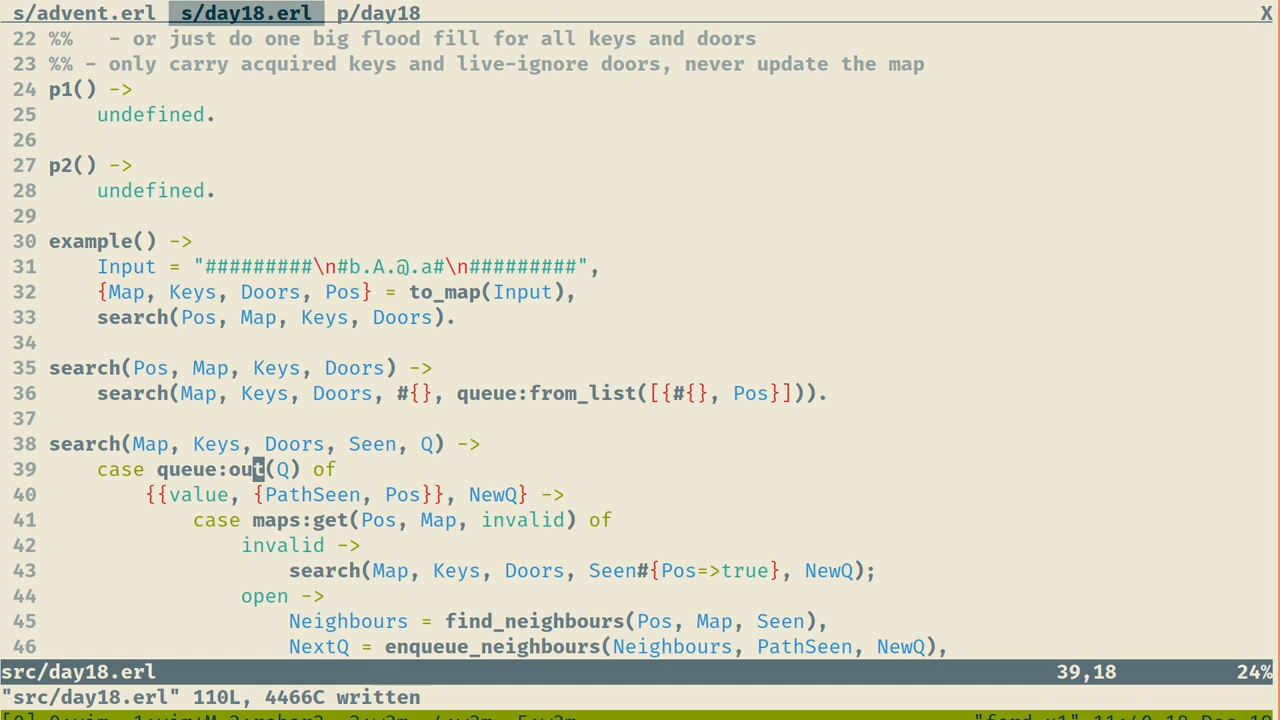 s/advent.erl s/day18.erl p/day18 X
22 %%   - or just do one big flood fill for all keys and doors
23 %% - only carry acquired keys and live-ignore doors, never update the map
24 p1() ->
25     undefined.
26
27 p2() ->
28     undefined.
29
30 example() ->
31     Input = "#########\n#b.A.@.a#\n#########",
32     {Map, Keys, Doors, Pos} = to_map(Input),
33     search(Pos, Map, Keys, Doors).
34
35 search(Pos, Map, Keys, Doors) ->
36     search(Map, Keys, Doors, #{}, queue:from_list([{#{}, Pos}])).
37
38 search(Map, Keys, Doors, Seen, Q) ->
39     case queue:out(Q) of
40         {{value, {PathSeen, Pos}}, NewQ} ->
41             case maps:get(Pos, Map, invalid) of
42                 invalid ->
43                     search(Map, Keys, Doors, Seen#{Pos=>true}, NewQ);
44                 open ->
45                     Neighbours = find_neighbours(Pos, Map, Seen),
46                     NextQ = enqueue_neighbours(Neighbours, PathSeen, NewQ),
src/day18.erl 39,18 24%
"src/day18.erl" 110L, 4466C written